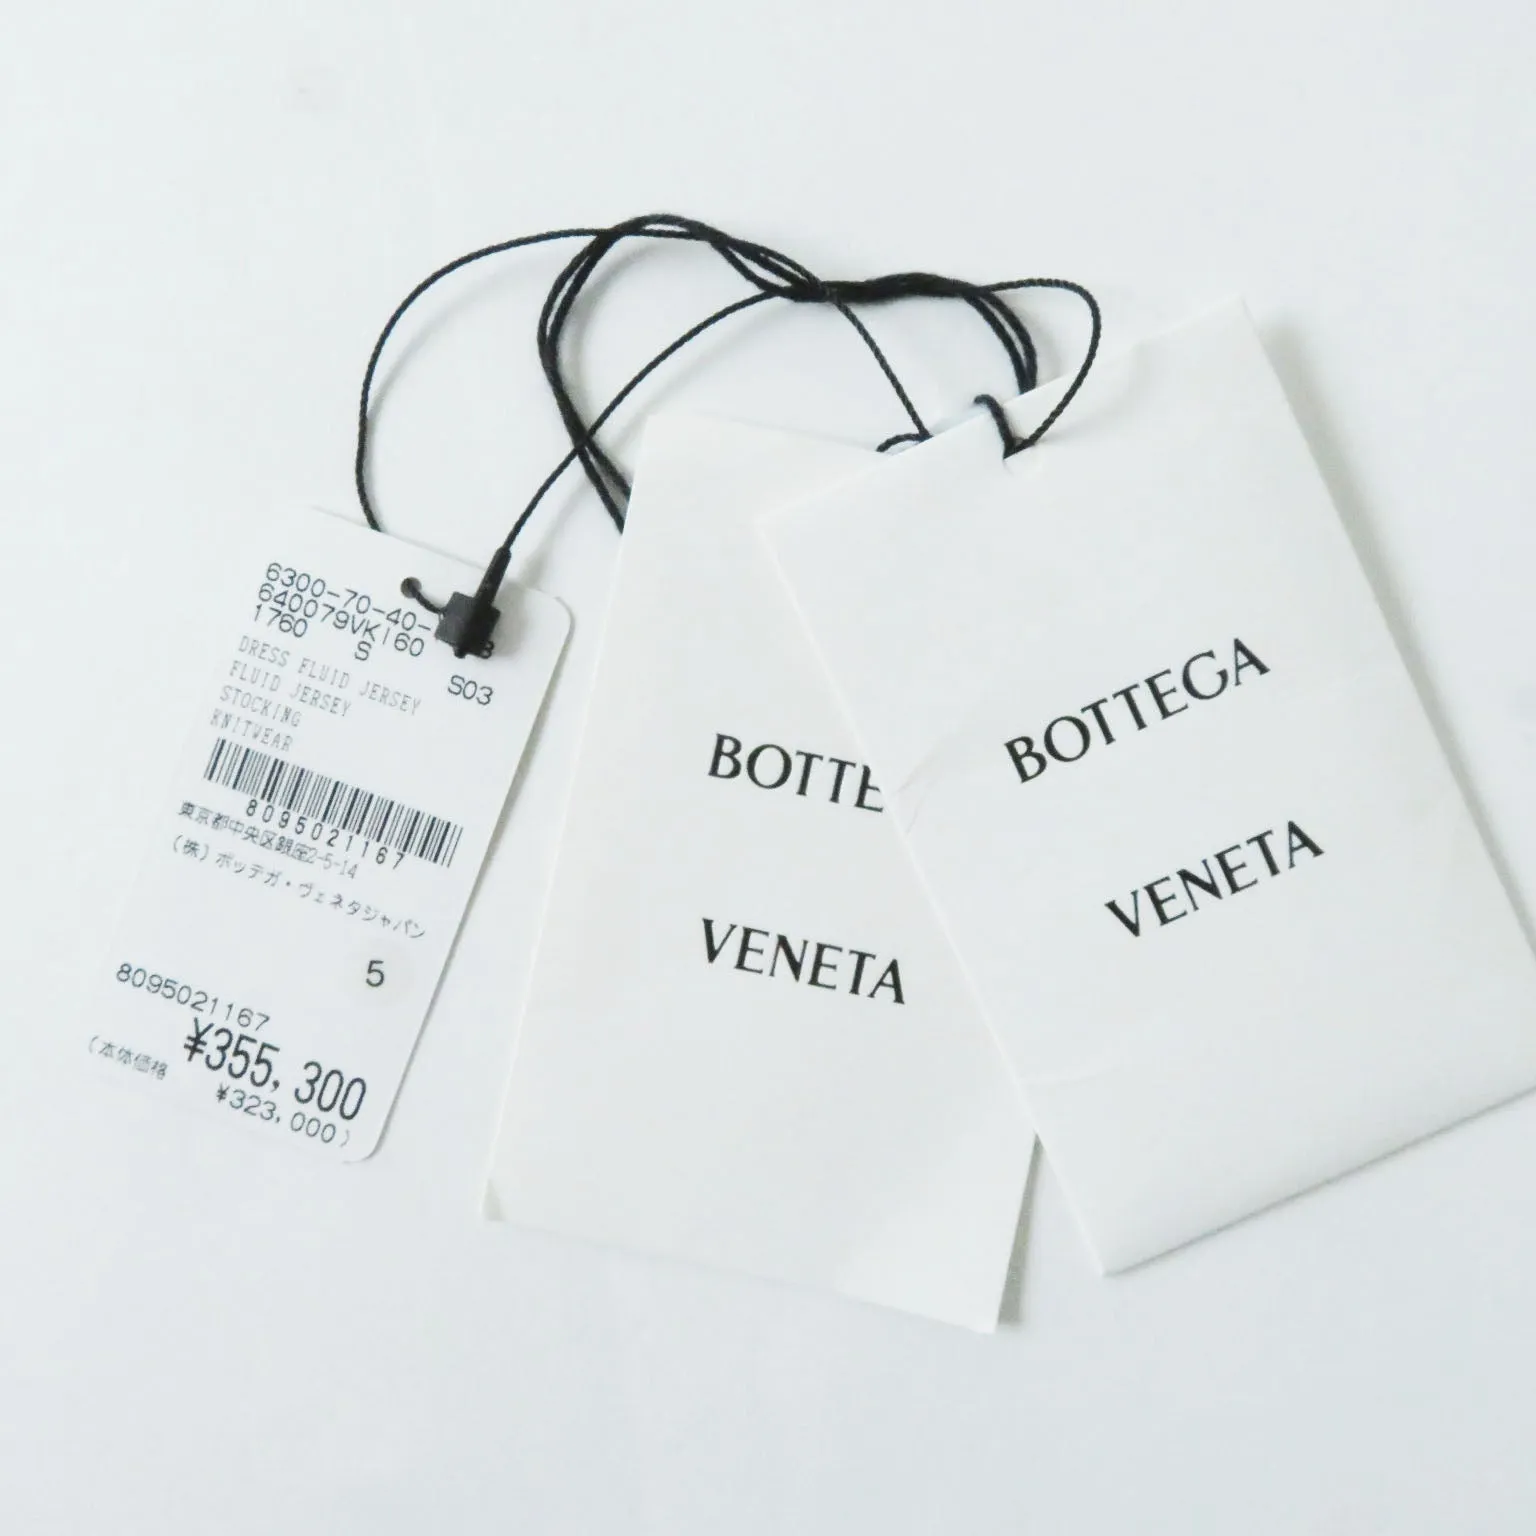 6300-70-40-
640079VKI60
1760 S
S03
DRESS FLUID JERSEY
FLUID JERSEY
STOCKING
KNITWEAR
8095021167
東京都中央区銀座2-5-14
(株)ボッテガ・ヴェネタジャパン
5
8095021167
¥355,300
(本体価格 ¥323,000)
BOTTE
VENETA
BOTTEGA
VENETA